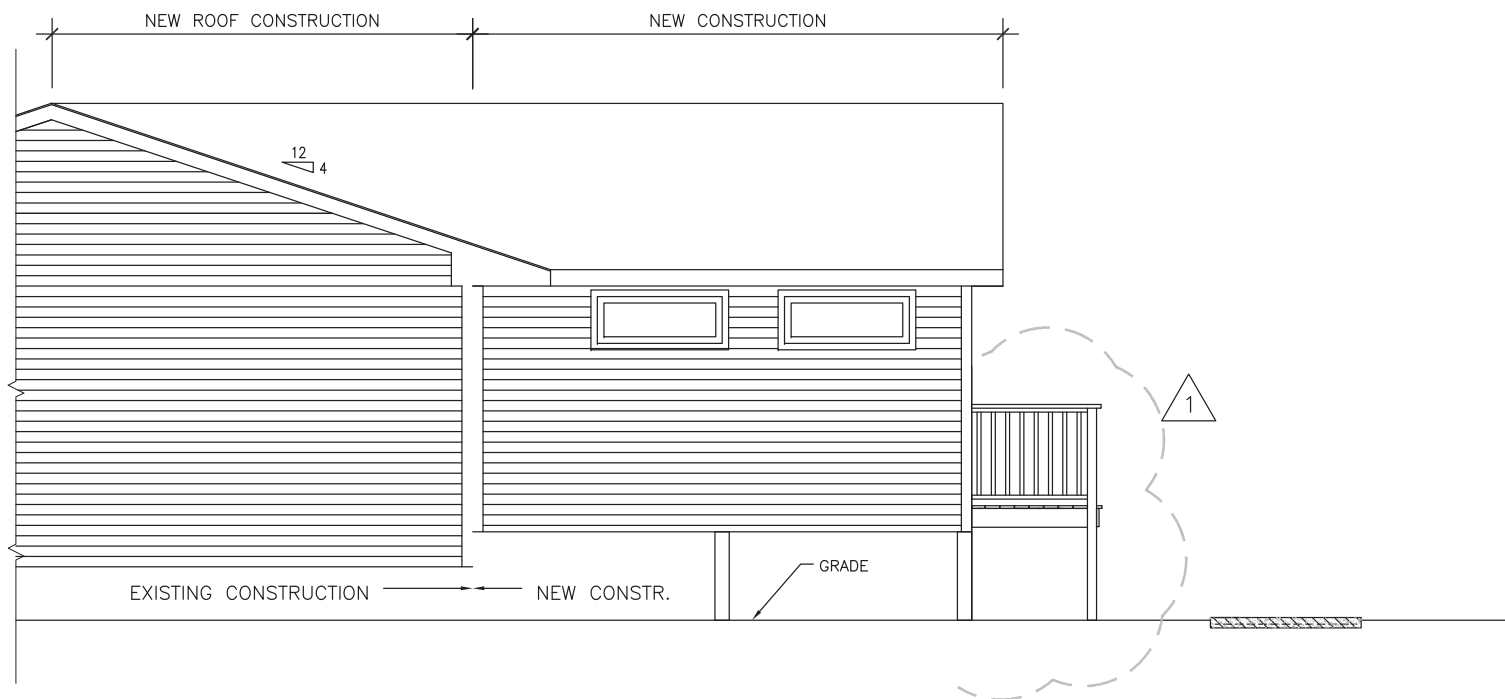 NEW ROOF CONSTRUCTION
NEW CONSTRUCTION
12
4
1
GRADE
EXISTING CONSTRUCTION
NEW CONSTR.